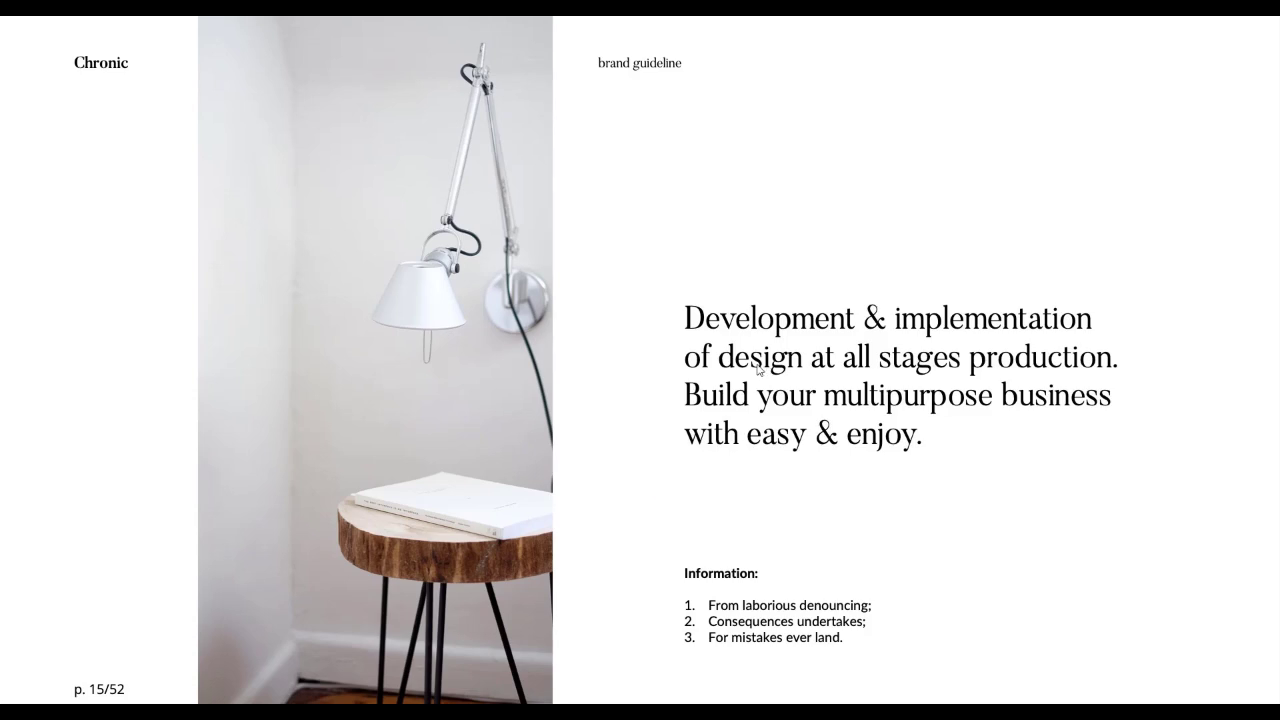 Chronic
brand guideline
Development & implementation
of design at all stages production.
Build your multipurpose business
with easy & enjoy.
Information:
1. From laborious denouncing;
2. Consequences undertakes;
3. For mistakes ever land.
p. 15/52